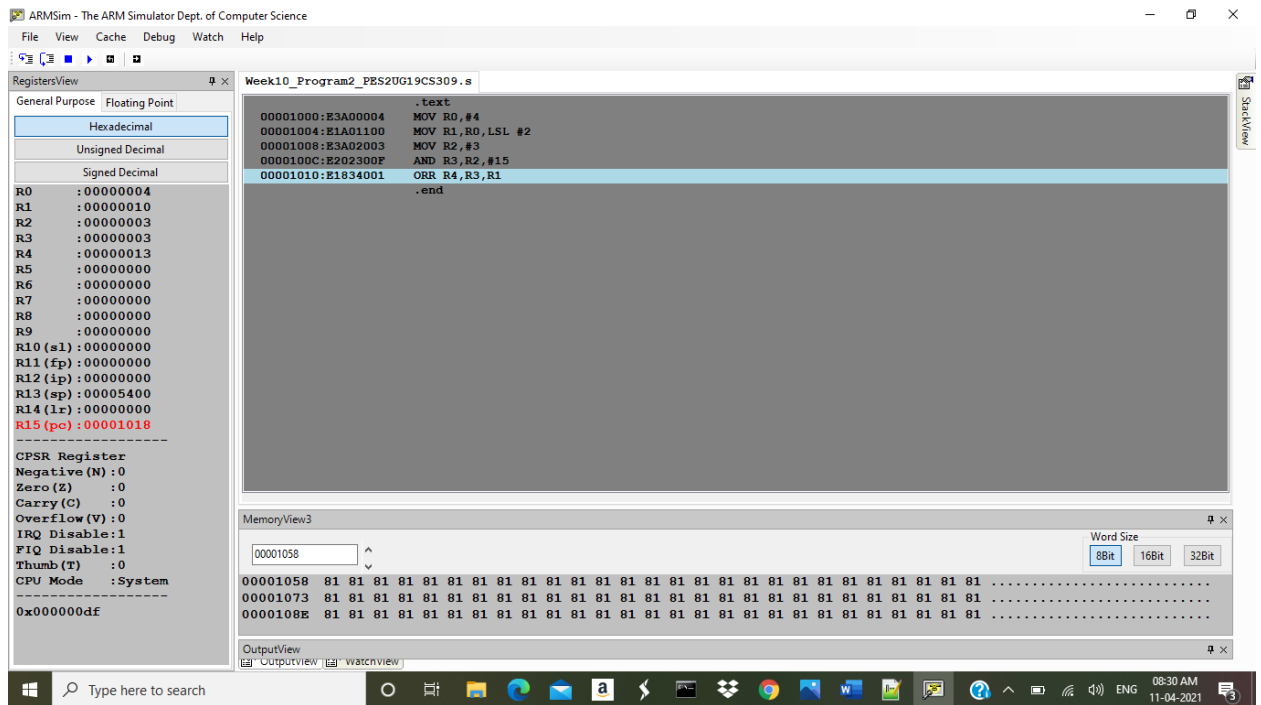 ARMSim - The ARM Simulator Dept. of Computer Science
File View Cache Debug Watch Help
RegistersView
General Purpose Floating Point
Hexadecimal
Unsigned Decimal
Signed Decimal
R0 :00000004
R1 :00000010
R2 :00000003
R3 :00000003
R4 :00000013
R5 :00000000
R6 :00000000
R7 :00000000
R8 :00000000
R9 :00000000
R10(sl):00000000
R11(fp):00000000
R12(ip):00000000
R13(sp):00005400
R14(lr):00000000
R15(pc):00001018
-------------------
CPSR Register
Negative(N):0
Zero(Z) :0
Carry(C) :0
Overflow(V):0
IRQ Disable:1
FIQ Disable:1
Thumb(T) :0
CPU Mode :System
-------------------
0x000000df
Week10_Program2_PES2UG19CS309.s
.text
00001000:E3A00004 MOV R0,#4
00001004:E1A01100 MOV R1,R0,LSL #2
00001008:E3A02003 MOV R2,#3
0000100C:E202300F AND R3,R2,#15
00001010:E1834001 ORR R4,R3,R1
.end
StackView
MemoryView3
00001058
Word Size
8Bit 16Bit 32Bit
00001058 81 81 81 81 81 81 81 81 81 81 81 81 81 81 81 81 81 81 81 81 81 81 81 81 81 81 81 ...........................
00001073 81 81 81 81 81 81 81 81 81 81 81 81 81 81 81 81 81 81 81 81 81 81 81 81 81 81 81 ...........................
0000108E 81 81 81 81 81 81 81 81 81 81 81 81 81 81 81 81 81 81 81 81 81 81 81 81 81 81 81 ...........................
OutputView
OutputView WatchView
Type here to search
ENG
08:30 AM
11-04-2021
3